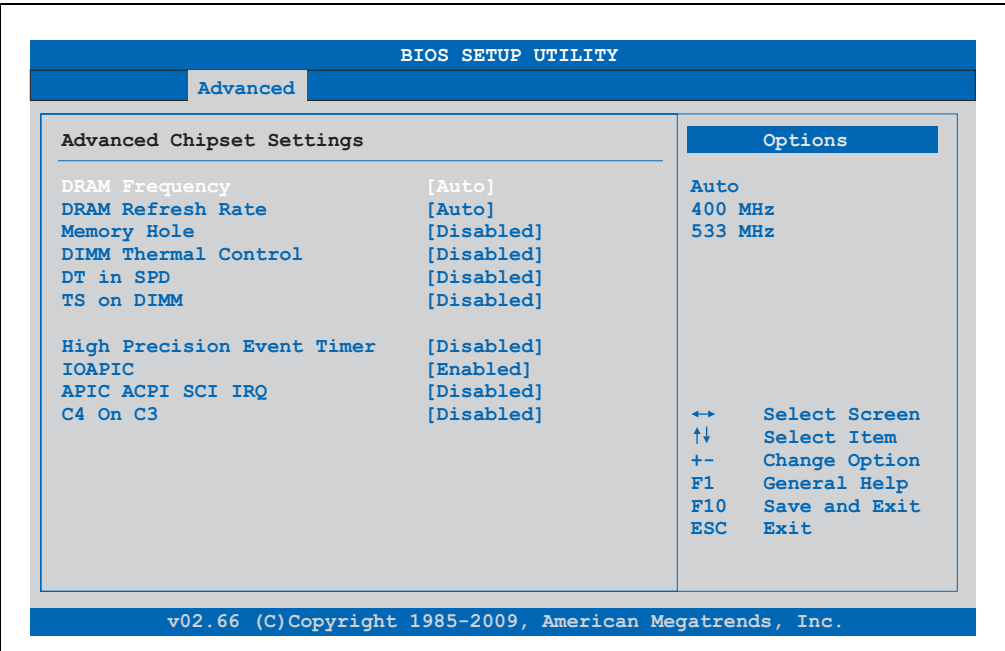 BIOS SETUP UTILITY
Advanced
Advanced Chipset Settings
DRAM Frequency [Auto]
DRAM Refresh Rate [Auto]
Memory Hole [Disabled]
DIMM Thermal Control [Disabled]
DT in SPD [Disabled]
TS on DIMM [Disabled]
High Precision Event Timer [Disabled]
IOAPIC [Enabled]
APIC ACPI SCI IRQ [Disabled]
C4 On C3 [Disabled]
Options
Auto
400 MHz
533 MHz
↔ Select Screen
↑↓ Select Item
+- Change Option
F1 General Help
F10 Save and Exit
ESC Exit
v02.66 (C)Copyright 1985-2009, American Megatrends, Inc.